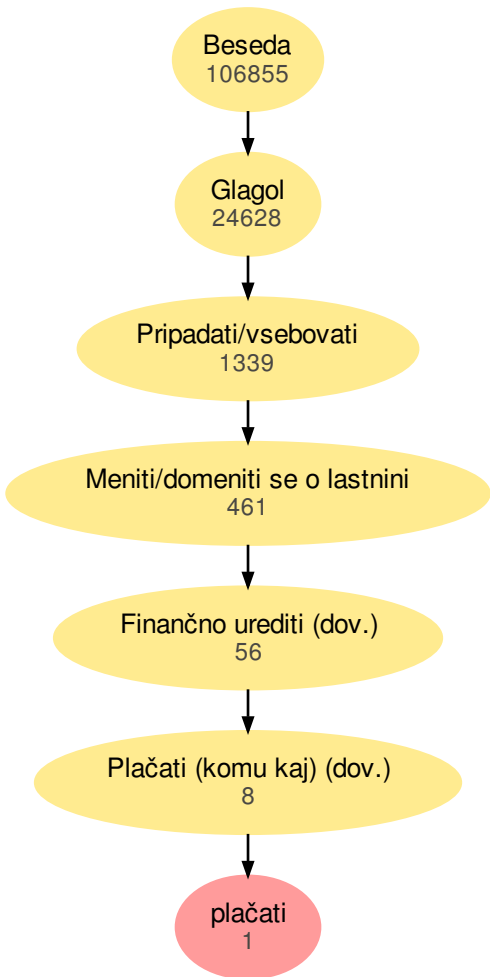 Beseda
106855
Glagol
24628
Pripadati/vsebovati
1339
Meniti/domeniti se o lastnini
461
Finančno urediti (dov.)
56
Plačati (komu kaj) (dov.)
8
plačati
1